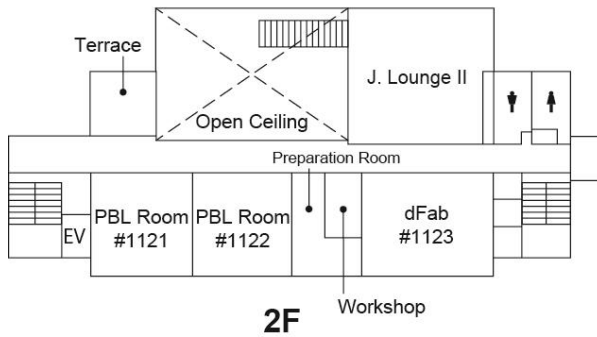 Terrace
J. Lounge II
Open Ceiling
Preparation Room
EV
PBL Room
#1121
PBL Room
#1122
dFab
#1123
Workshop
2F